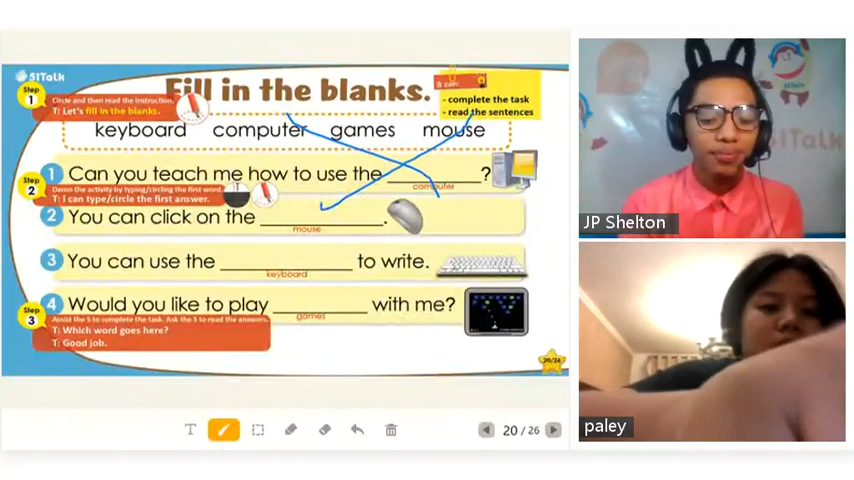 51Talk
Step
1
Fill in the blanks.
S can:
- complete the task
- read the sentences
Circle and then read the instruction.
T: Let's fill in the blanks.
keyboard computer games mouse
1 Can you teach me how to use the ____________?
computer
Step
2
Demo the activity by typing/circling the first word.
T: I can type/circle the first answer.
2 You can click on the ____________.
mouse
3 You can use the ____________ to write.
keyboard
4 Would you like to play ____________ with me?
games
Step
3
Assist the S to complete the task. Ask the S to read the answers.
T: Which word goes here?
T: Good job.
20/26
T
20 / 26
51Talk
JP Shelton
paley